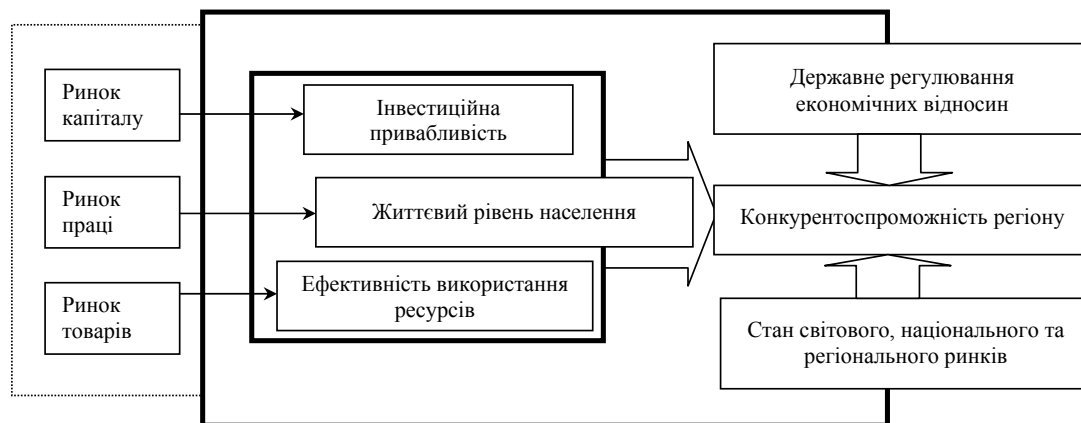 Ринок
капіталу
Ринок
праці
Ринок
товарів
Інвестиційна
привабливість
Життєвий рівень населення
Ефективність використання
ресурсів
Державне регулювання
економічних відносин
Конкурентоспроможність регіону
Стан світового, національного та
регіонального ринків